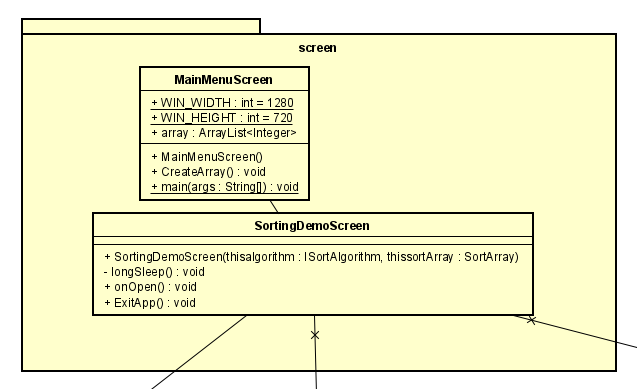 screen
MainMenuScreen
+ WIN_WIDTH : int = 1280
+ WIN_HEIGHT : int = 720
+ array : ArrayList<Integer>
+ MainMenuScreen()
+ CreateArray() : void
+ main(args : String[]) : void
SortingDemoScreen
+ SortingDemoScreen(thisalgorithm : ISortAlgorithm, thissortArray : SortArray)
- longSleep() : void
+ onOpen() : void
+ ExitApp() : void